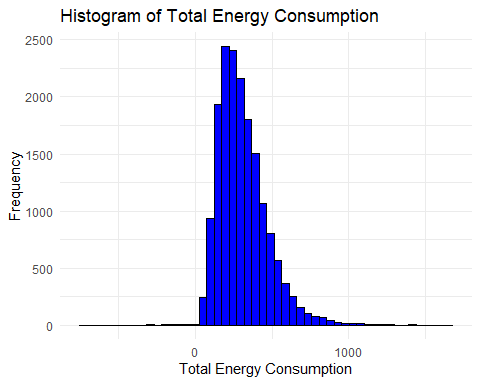 Histogram of Total Energy Consumption
2500
2000
1500
1000
500
0
Frequency
0 1000
Total Energy Consumption